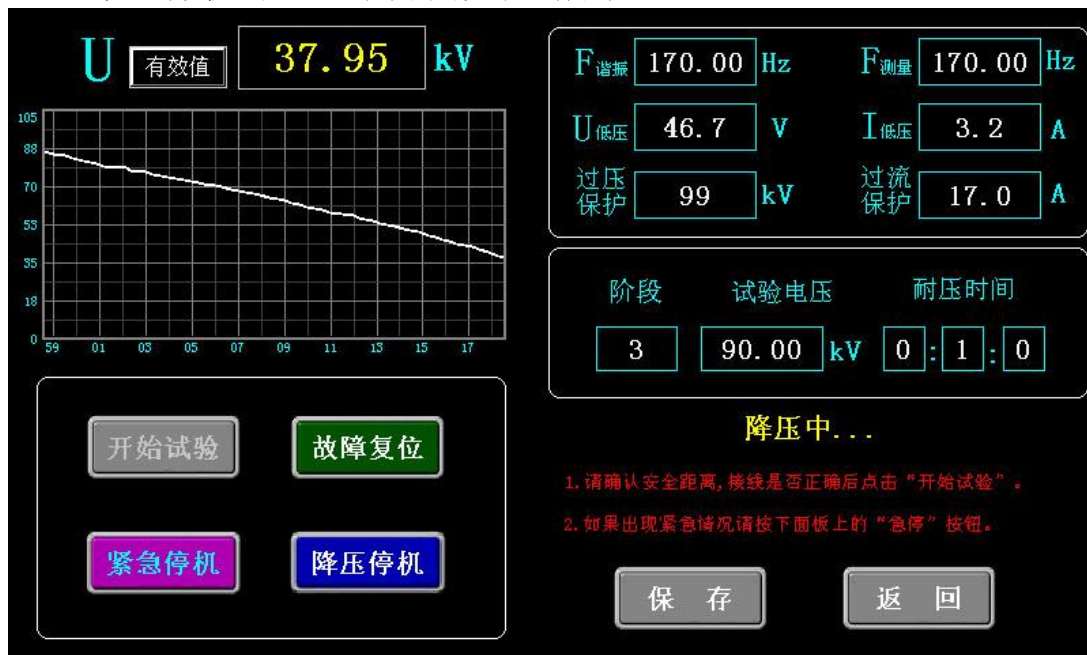 U 有效值 37.95 kV
105
88
70
53
35
18
0
59 01 03 05 07 09 11 13 15 17
F谐振 170.00 Hz F测量 170.00 Hz
U低压 46.7 V I低压 3.2 A
过压保护 99 kV 过流保护 17.0 A
阶段 试验电压 耐压时间
3 90.00 kV 0:1:0
降压中...
1.请确认安全距离,接线是否正确后点击“开始试验”。
2.如果出现紧急情况请按下面板上的“急停”按钮。
开始试验 故障复位
紧急停机 降压停机
保 存 返 回